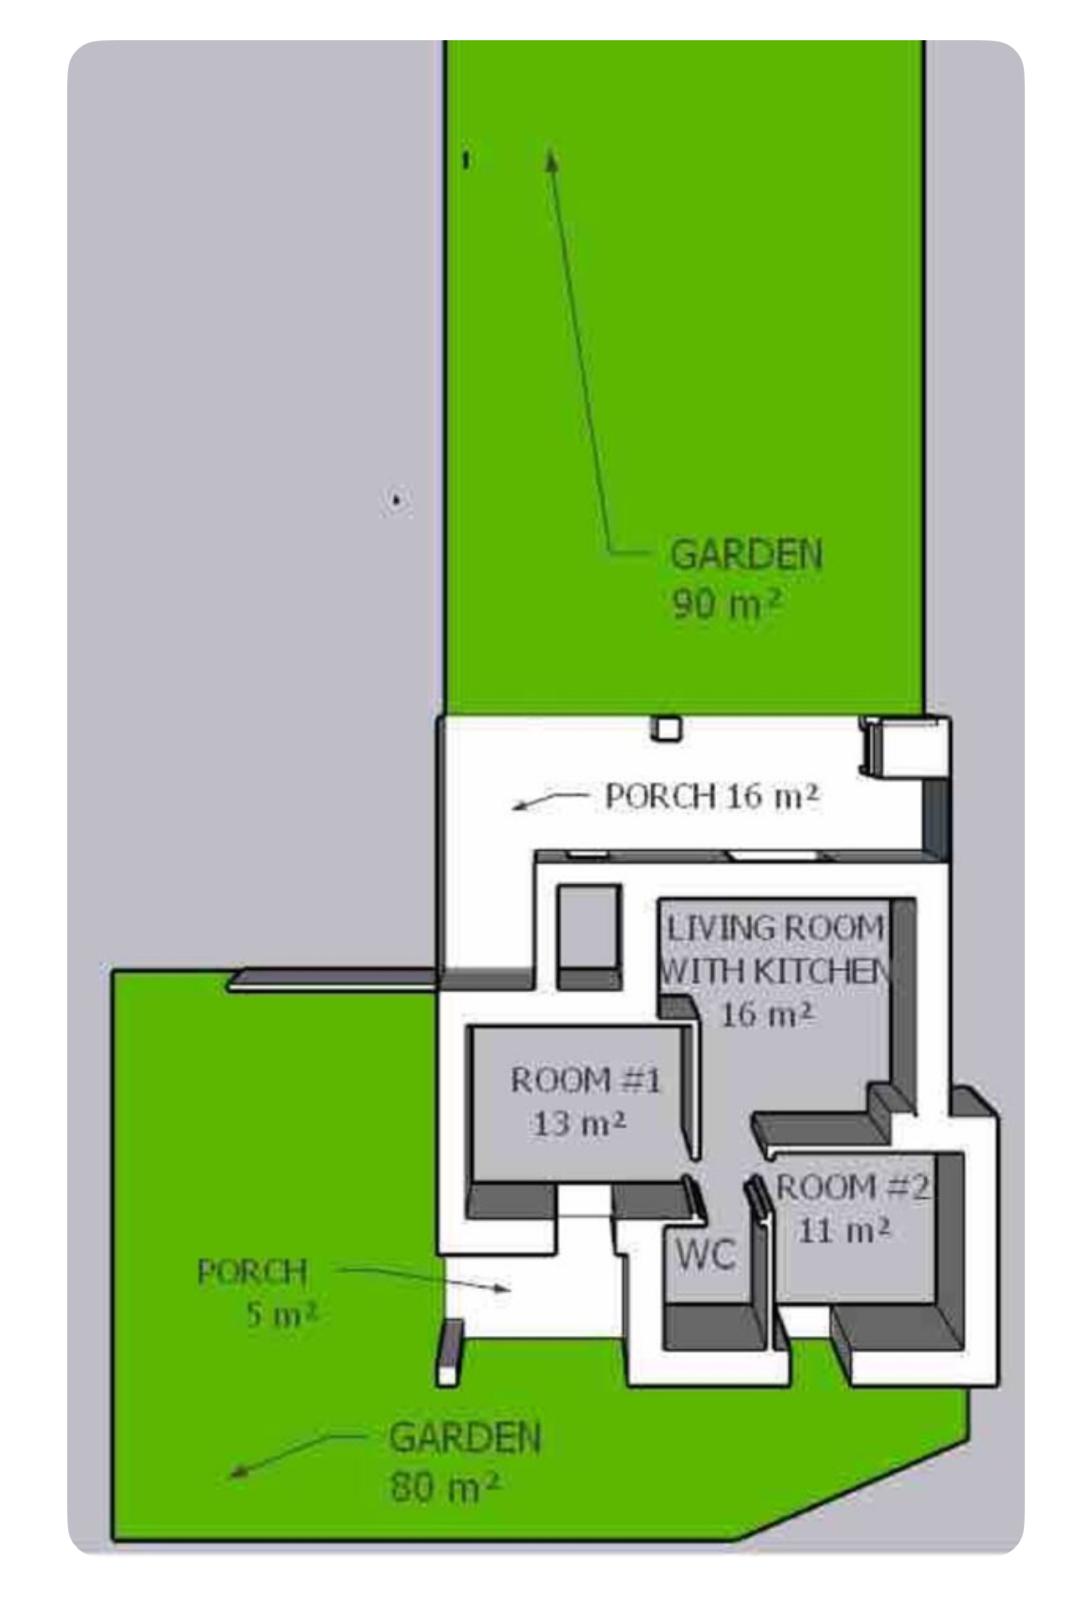 GARDEN
90 m²
PORCH 16 m²
LIVING ROOM
WITH KITCHEN
16 m²
ROOM #1
13 m²
ROOM #2
11 m²
WC
PORCH
5 m²
GARDEN
80 m²